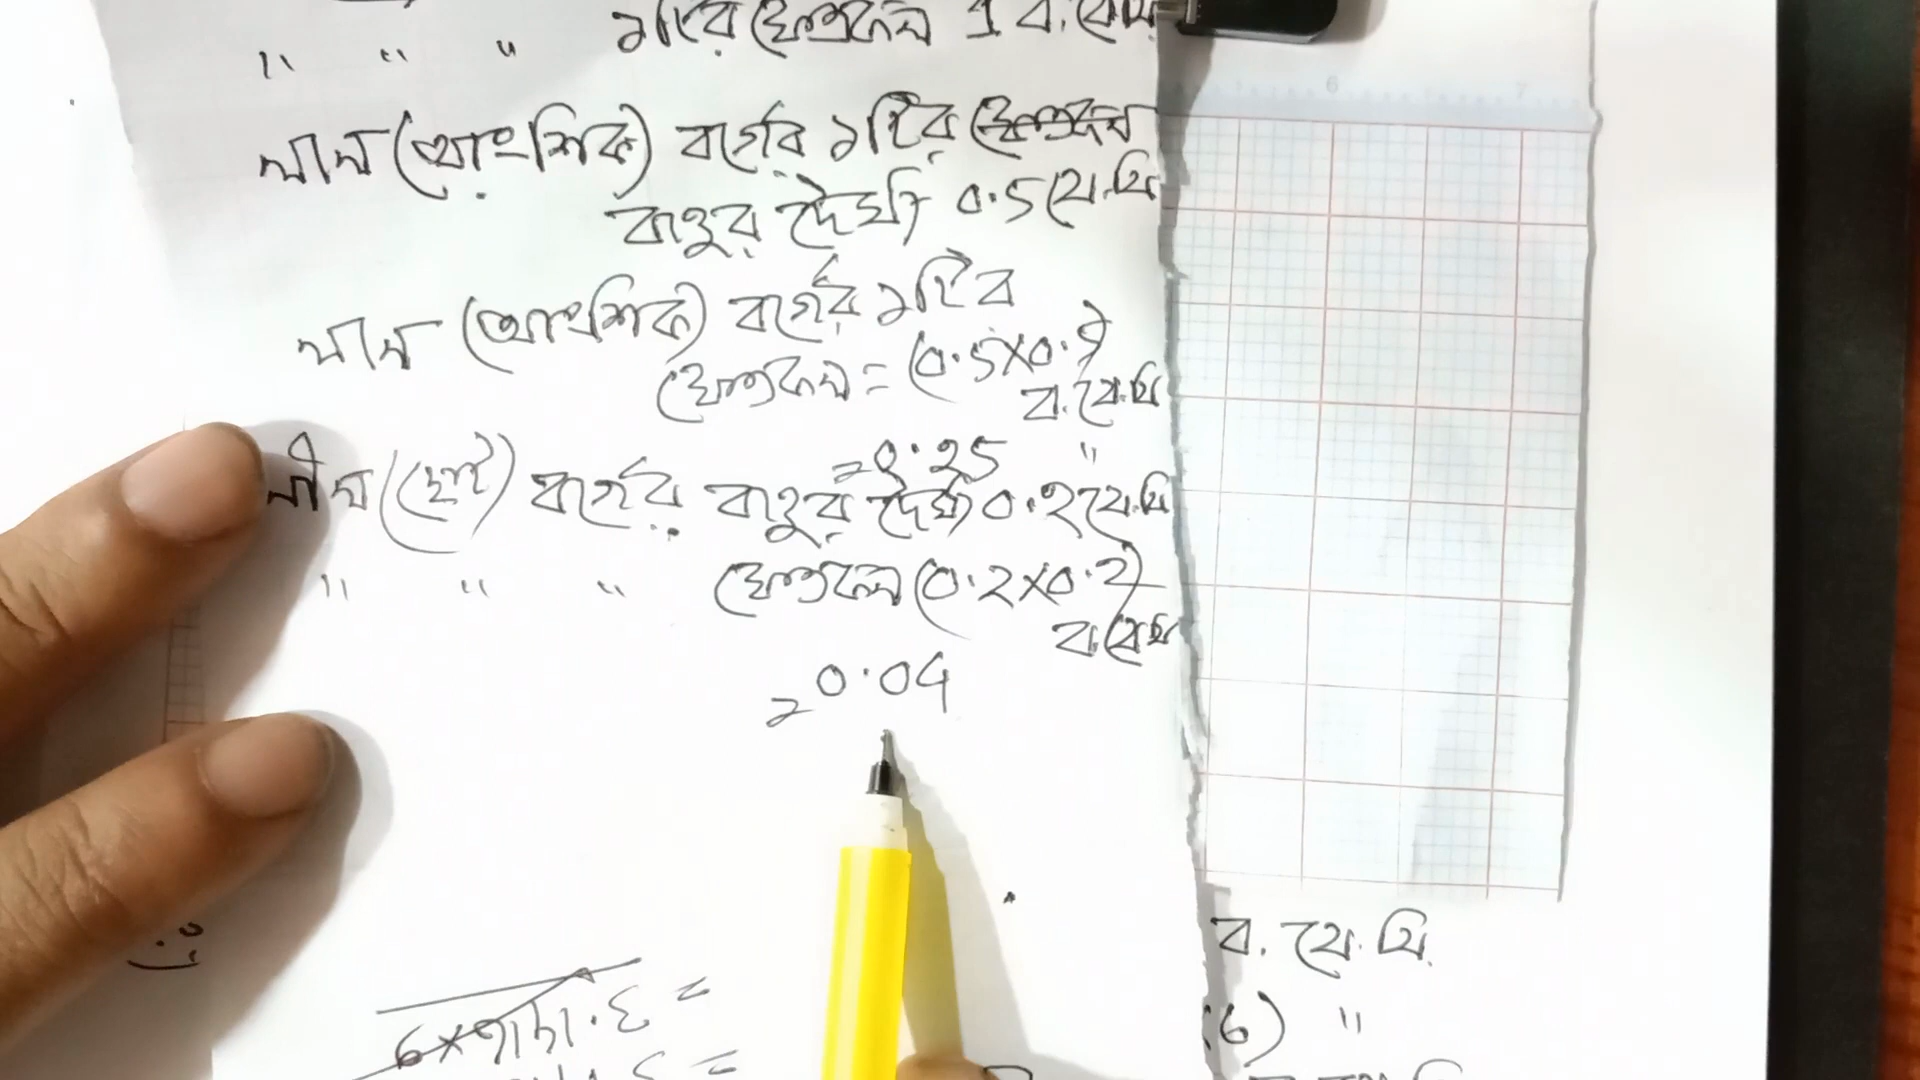 " " " ১টির ক্ষেত্রফল 1 ব. সে.মি.
লাল (আংশিক) বর্গের ১টির ক্ষেত্রফল
বাহুর দৈর্ঘ্য 0.5 সে.মি
লাল (আংশিক) বর্গের ১টির
ক্ষেত্রফল = (0.5×0.5)
ব. সে.মি
=0.25 "
নীল (ছোট) বর্গের বাহুর দৈর্ঘ্য 0.2 সে.মি
" " " ক্ষেত্রফল (0.2×0.2)
ব. সে.মি
=0.04
ব. সে. মি.
"
6 7